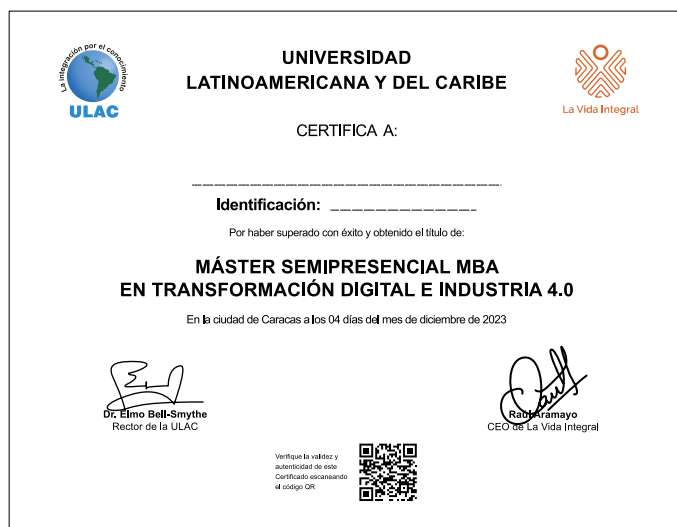 La integración por el conocimiento
ULAC
UNIVERSIDAD
LATINOAMERICANA Y DEL CARIBE
La Vida Integral
CERTIFICA A:
Identificación:
Por haber superado con éxito y obtenido el título de:
MÁSTER SEMIPRESENCIAL MBA
EN TRANSFORMACIÓN DIGITAL E INDUSTRIA 4.0
En la ciudad de Caracas a los 04 días del mes de diciembre de 2023
Dr. Elmo Bell-Smythe
Rector de la ULAC
Raúl Aramayo
CEO de La Vida Integral
Verifique la validez y
autenticidad de este
Certificado escaneando
el código QR